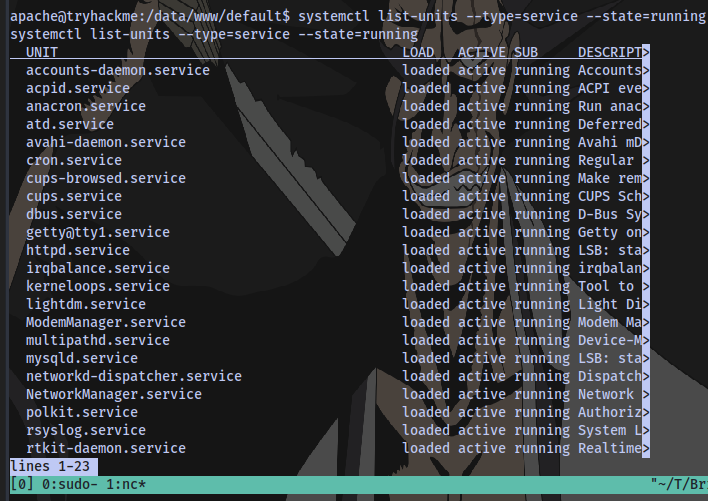 apache@tryhackme:/data/www/default$ systemctl list-units --type=service --state=running
systemctl list-units --type=service --state=running
UNIT LOAD ACTIVE SUB DESCRIPT>
accounts-daemon.service loaded active running Accounts>
acpid.service loaded active running ACPI eve>
anacron.service loaded active running Run anac>
atd.service loaded active running Deferred>
avahi-daemon.service loaded active running Avahi mD>
cron.service loaded active running Regular >
cups-browsed.service loaded active running Make rem>
cups.service loaded active running CUPS Sch>
dbus.service loaded active running D-Bus Sy>
getty@tty1.service loaded active running Getty on>
httpd.service loaded active running LSB: sta>
irqbalance.service loaded active running irqbalan>
kerneloops.service loaded active running Tool to >
lightdm.service loaded active running Light Di>
ModemManager.service loaded active running Modem Ma>
multipathd.service loaded active running Device-M>
mysqld.service loaded active running LSB: sta>
networkd-dispatcher.service loaded active running Dispatch>
NetworkManager.service loaded active running Network >
polkit.service loaded active running Authoriz>
rsyslog.service loaded active running System L>
rtkit-daemon.service loaded active running Realtime>
lines 1-23
[0] 0:sudo- 1:nc* "~/T/Bri